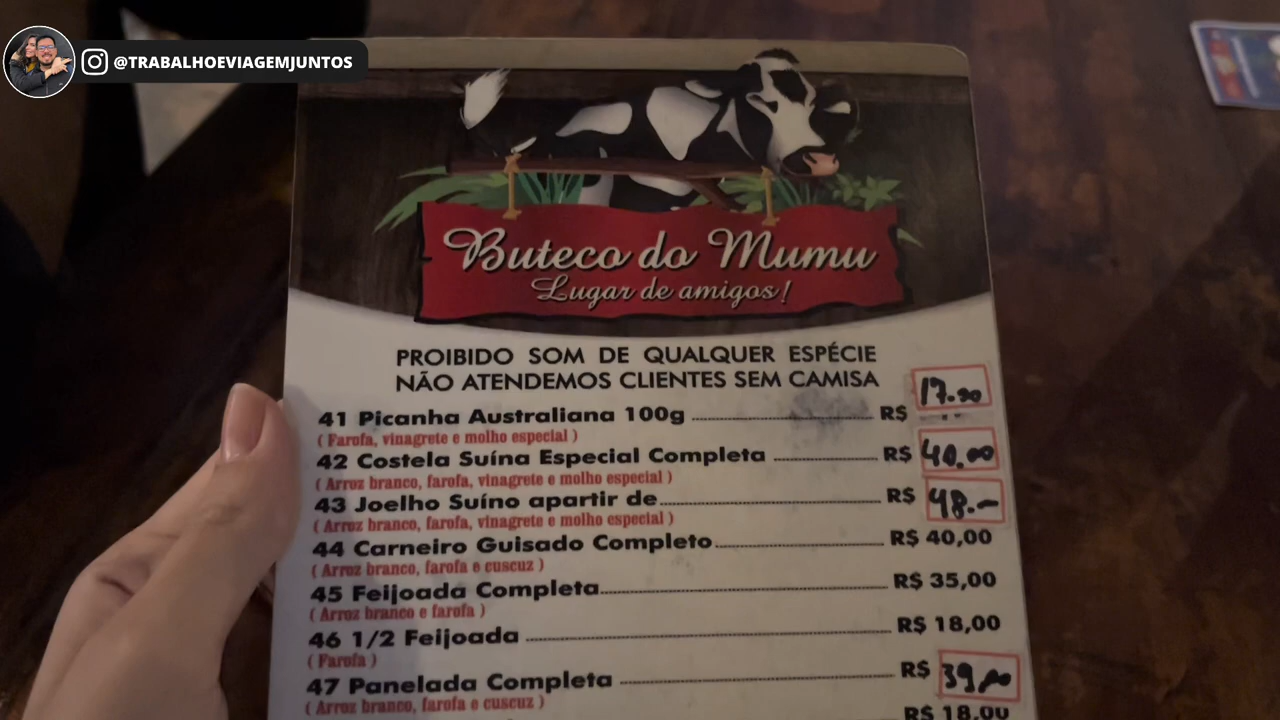 @TRABALHOEVIAGEMJUNTOS
Buteco do Mumu
Lugar de amigos!
PROIBIDO SOM DE QUALQUER ESPÉCIE
NÃO ATENDEMOS CLIENTES SEM CAMISA
41 Picanha Australiana 100g R$ 17.90
( Farofa, vinagrete e molho especial )
42 Costela Suína Especial Completa R$ 40.00
( Arroz branco, farofa, vinagrete e molho especial )
43 Joelho Suíno apartir de R$ 48.-
( Arroz branco, farofa, vinagrete e molho especial )
44 Carneiro Guisado Completo R$ 40,00
( Arroz branco, farofa e cuscuz )
45 Feijoada Completa R$ 35,00
( Arroz branco e farofa )
46 1/2 Feijoada R$ 18,00
( Farofa )
47 Panelada Completa R$ 39,00
( Arroz branco, farofa e cuscuz )
R$ 18,00